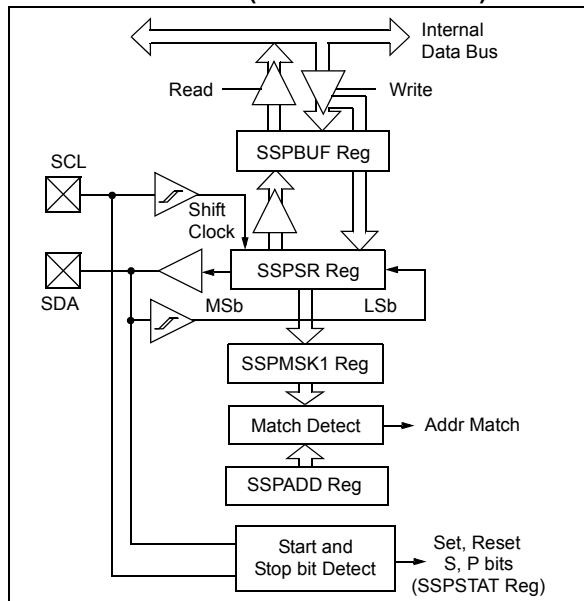 Internal
Data Bus
Read
Write
SSPBUF Reg
SCL
Shift
Clock
SSPSR Reg
SDA
MSb
LSb
SSPMSK1 Reg
Match Detect
Addr Match
SSPADD Reg
Start and
Stop bit Detect
Set, Reset
S, P bits
(SSPSTAT Reg)